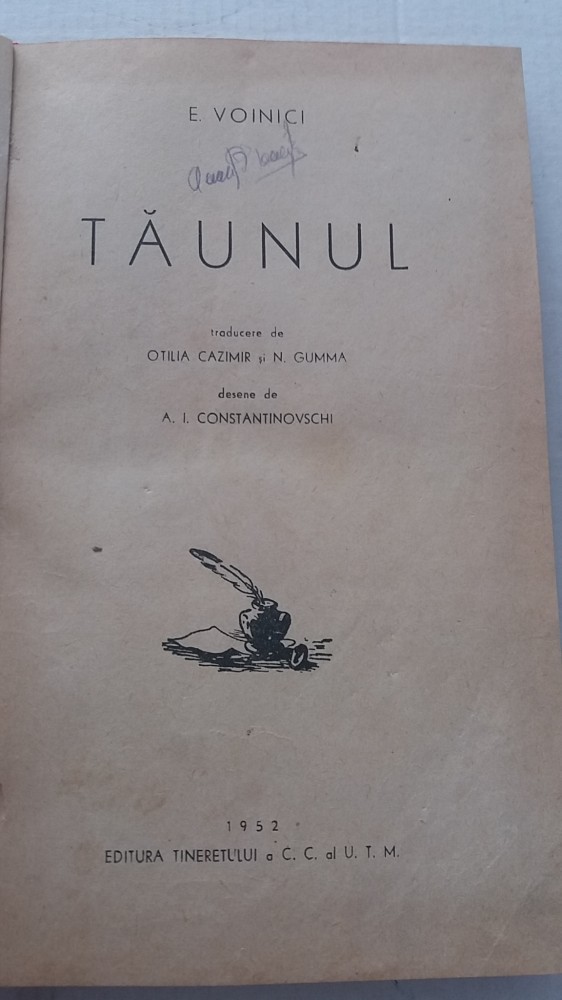 E. VOINICI
TĂUNUL
traducere de
OTILIA CAZIMIR și N. GUMMA
desene de
A. I. CONSTANTINOVSCHI
1952
EDITURA TINERETULUI a C. C. al U. T. M.